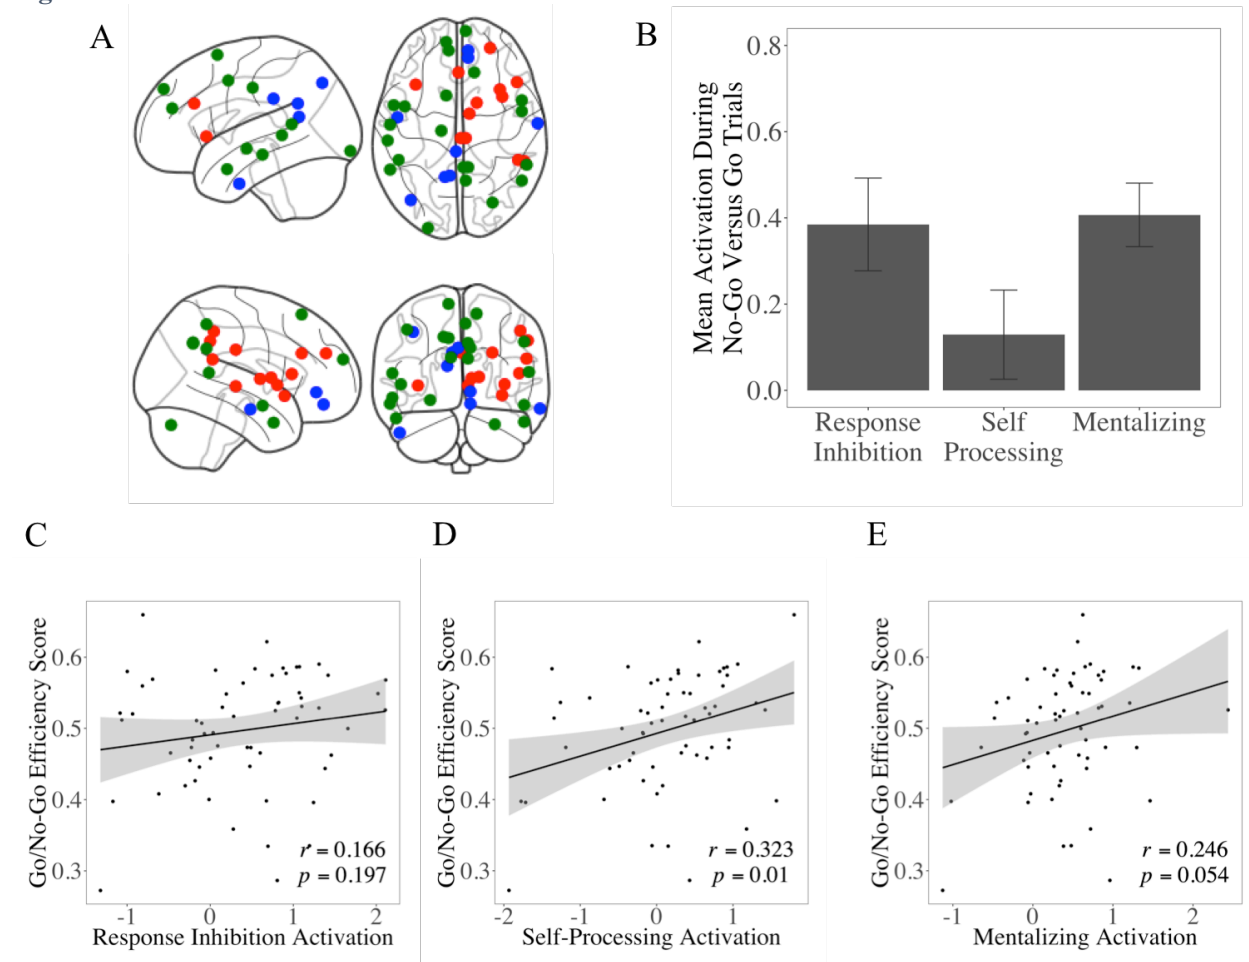 A
B
Mean Activation During
No-Go Versus Go Trials
0.8
0.6
0.4
0.2
0.0
Response
Inhibition
Self
Processing
Mentalizing
C
Go/No-Go Efficiency Score
0.6
0.5
0.4
0.3
r = 0.166
p = 0.197
-1 0 1 2
Response Inhibition Activation
D
Go/No-Go Efficiency Score
0.6
0.5
0.4
0.3
r = 0.323
p = 0.01
-2 -1 0 1
Self-Processing Activation
E
Go/No-Go Efficiency Score
0.6
0.5
0.4
0.3
r = 0.246
p = 0.054
-1 0 1 2
Mentalizing Activation